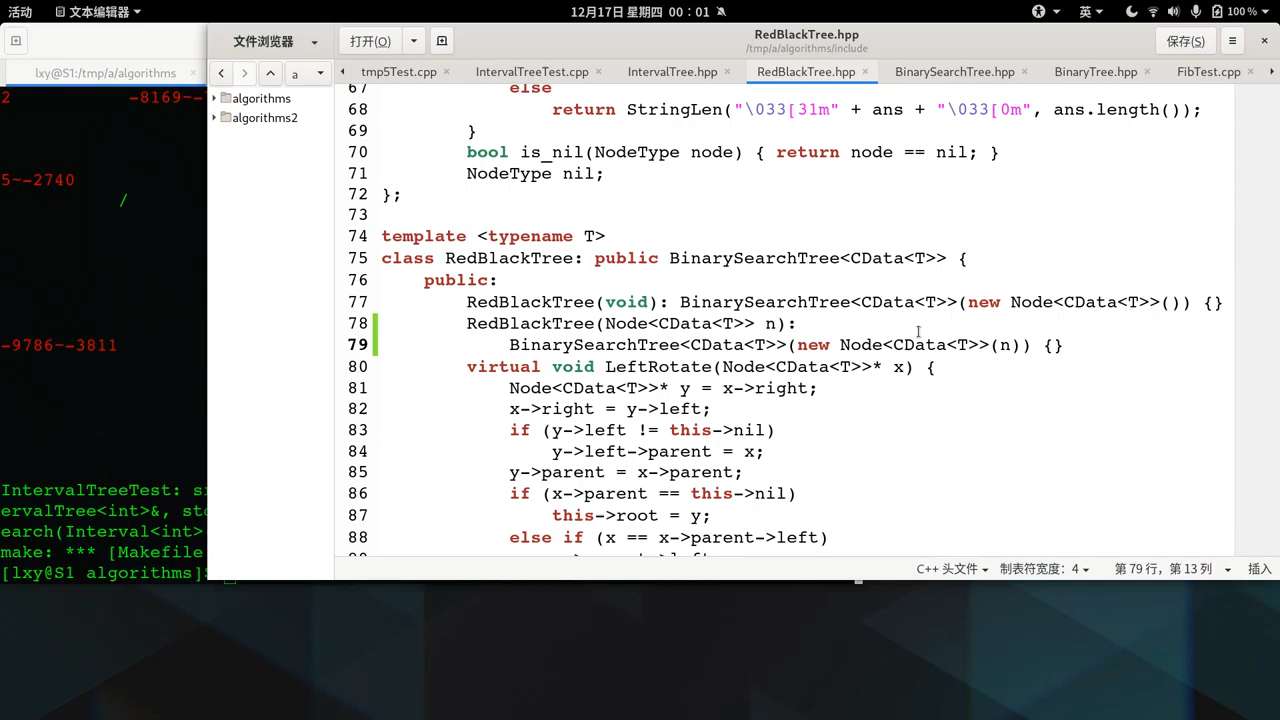 活动 文本编辑器 12月17日 星期四 00：01 英 100 %
RedBlackTree.hpp
/tmp/a/algorithms/include
文件浏览器 打开(O) 保存(S)
lxy@S1:/tmp/a/algorithms
a
tmp5Test.cpp IntervalTreeTest.cpp IntervalTree.hpp RedBlackTree.hpp BinarySearchTree.hpp BinaryTree.hpp FibTest.cpp
algorithms
algorithms2
2 -8169~-
5~-2740
/
-9786~-3811
IntervalTreeTest:
ervalTree<int>&,
earch(Interval<int>
make: *** [Makefile
[lxy@S1 algorithms]
67 else
68 return StringLen("\033[31m" + ans + "\033[0m", ans.length());
69 }
70 bool is_nil(NodeType node) { return node == nil; }
71 NodeType nil;
72 };
73
74 template <typename T>
75 class RedBlackTree: public BinarySearchTree<CData<T>> {
76 public:
77 RedBlackTree(void): BinarySearchTree<CData<T>>(new Node<CData<T>>()) {}
78 RedBlackTree(Node<CData<T>> n):
79 BinarySearchTree<CData<T>>(new Node<CData<T>>(n)) {}
80 virtual void LeftRotate(Node<CData<T>>* x) {
81 Node<CData<T>>* y = x->right;
82 x->right = y->left;
83 if (y->left != this->nil)
84 y->left->parent = x;
85 y->parent = x->parent;
86 if (x->parent == this->nil)
87 this->root = y;
88 else if (x == x->parent->left)
C++ 头文件 制表符宽度：4 第 79 行，第 13 列 插入